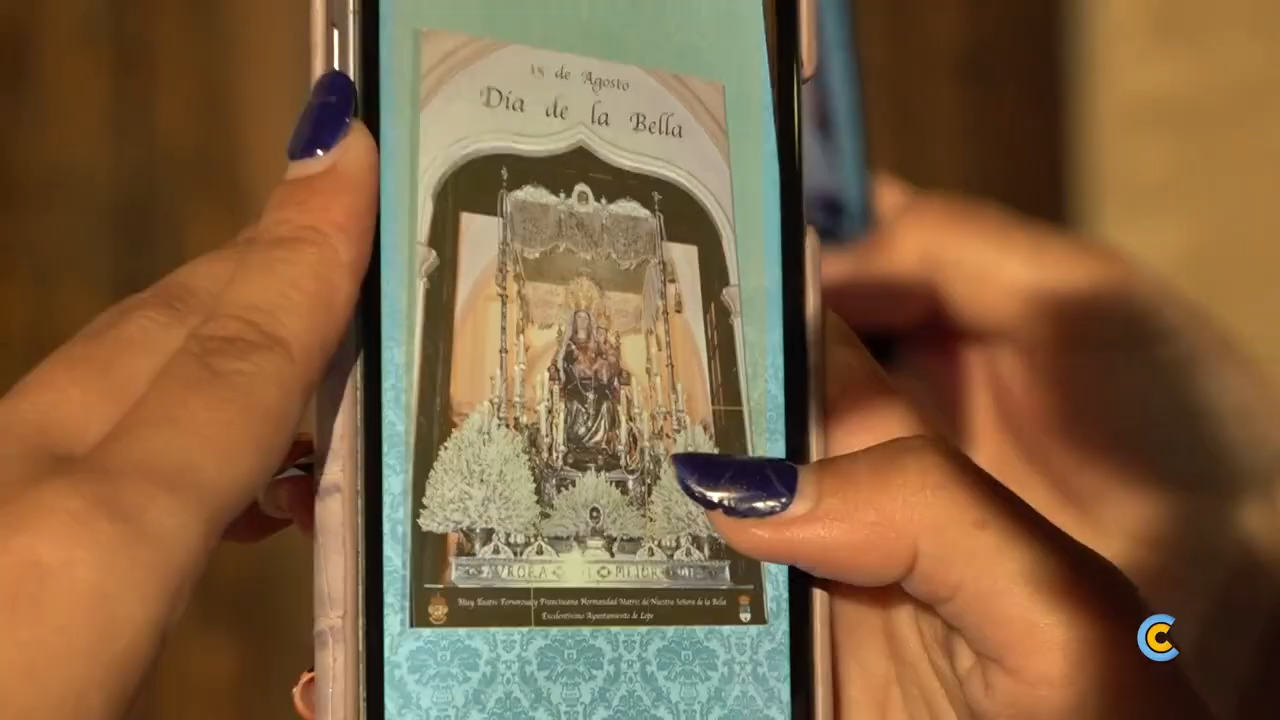 15 de Agosto
Día de la Bella
AVRORA
MEJOR
Muy Ilustre Fervorosa y Franciscana Hermandad Matriz de Nuestra Señora de la Bella
Excelentísimo Ayuntamiento de Lepe